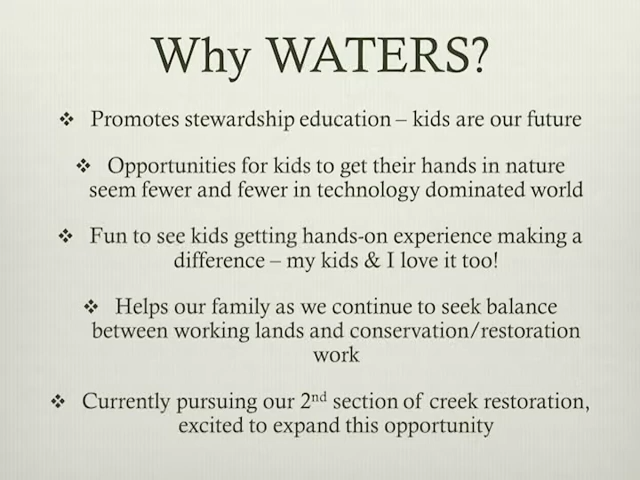 Why WATERS?
❖ Promotes stewardship education – kids are our future
❖ Opportunities for kids to get their hands in nature
seem fewer and fewer in technology dominated world
❖ Fun to see kids getting hands-on experience making a
difference – my kids & I love it too!
❖ Helps our family as we continue to seek balance
between working lands and conservation/restoration
work
❖ Currently pursuing our 2nd section of creek restoration,
excited to expand this opportunity